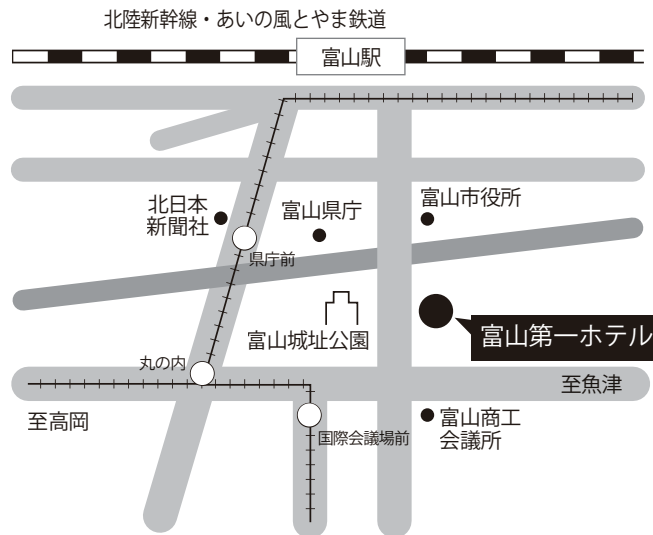 北陸新幹線・あいの風とやま鉄道
富山駅
北日本
新聞社
富山県庁
富山市役所
県庁前
富山城址公園
富山第一ホテル
丸の内
至魚津
至高岡
国際会議場前
富山商工
会議所